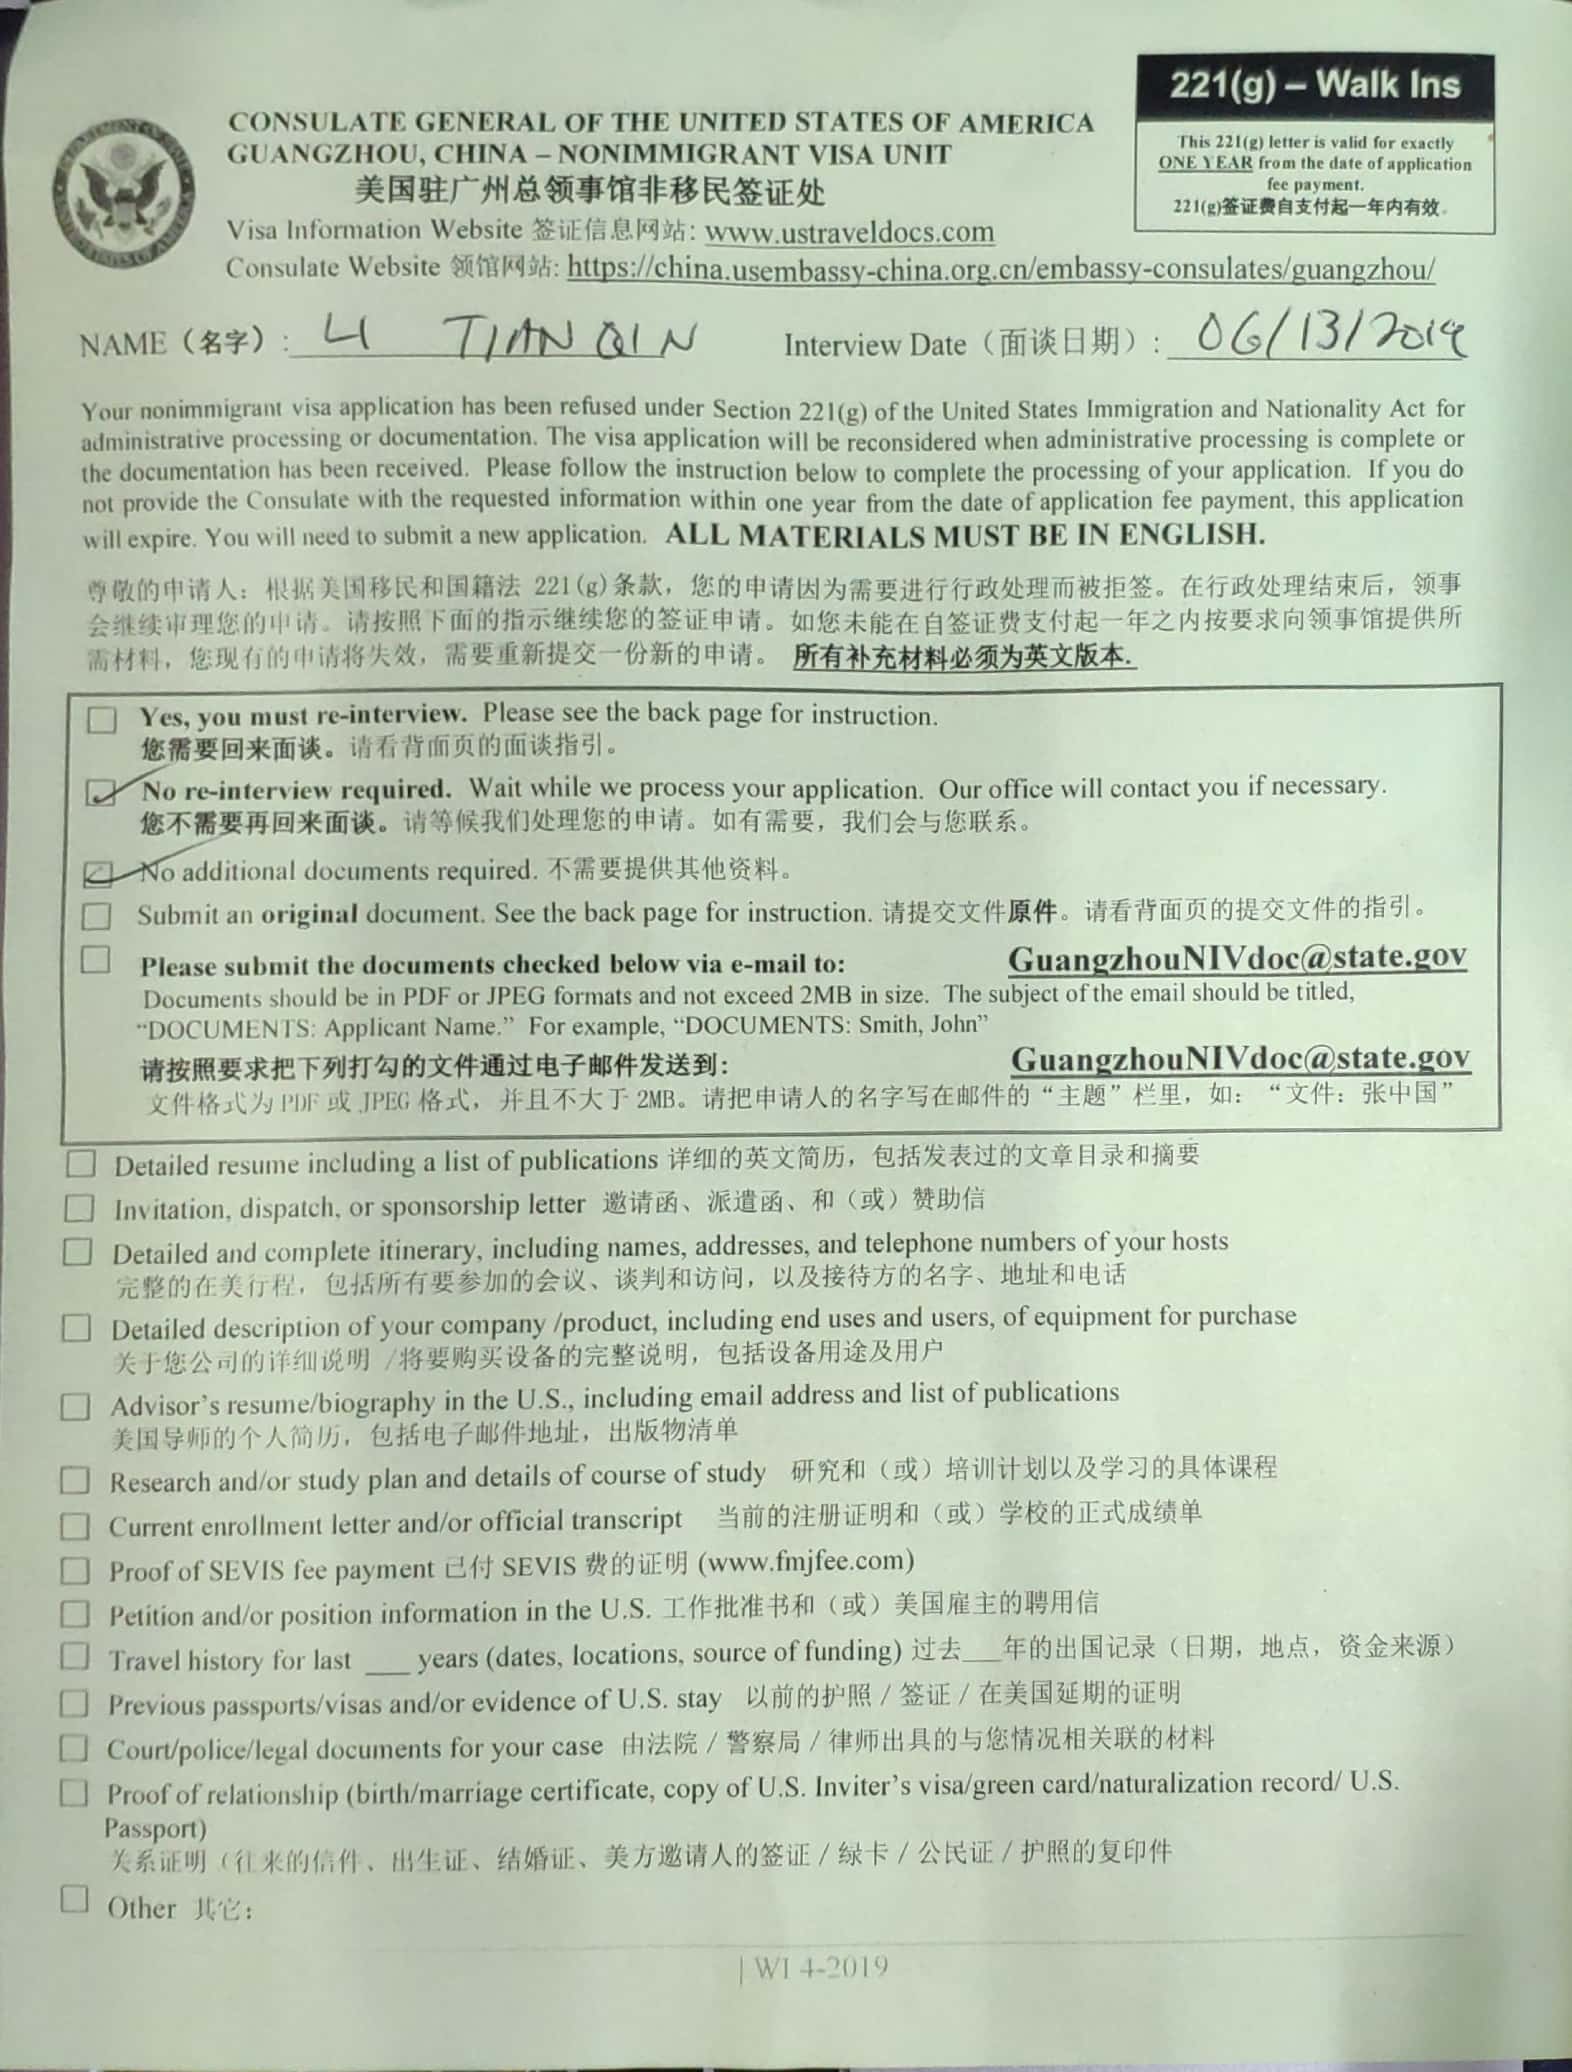 221(g) – Walk Ins
This 221(g) letter is valid for exactly
ONE YEAR from the date of application
fee payment.
221(g)签证费自支付起一年内有效。
CONSULATE GENERAL OF THE UNITED STATES OF AMERICA
GUANGZHOU, CHINA – NONIMMIGRANT VISA UNIT
美国驻广州总领事馆非移民签证处
Visa Information Website 签证信息网站: www.ustraveldocs.com
Consulate Website 领馆网站: https://china.usembassy-china.org.cn/embassy-consulates/guangzhou/
NAME（名字）: LI TIANQIN Interview Date（面谈日期）: 06/13/2019
Your nonimmigrant visa application has been refused under Section 221(g) of the United States Immigration and Nationality Act for
administrative processing or documentation. The visa application will be reconsidered when administrative processing is complete or
the documentation has been received. Please follow the instruction below to complete the processing of your application. If you do
not provide the Consulate with the requested information within one year from the date of application fee payment, this application
will expire. You will need to submit a new application. ALL MATERIALS MUST BE IN ENGLISH.
尊敬的申请人：根据美国移民和国籍法 221(g)条款，您的申请因为需要进行行政处理而被拒签。在行政处理结束后，领事
会继续审理您的申请。请按照下面的指示继续您的签证申请。如您未能在自签证费支付起一年之内按要求向领事馆提供所
需材料，您现有的申请将失效，需要重新提交一份新的申请。 所有补充材料必须为英文版本.
Yes, you must re-interview. Please see the back page for instruction.
您需要回来面谈。请看背面页的面谈指引。
No re-interview required. Wait while we process your application. Our office will contact you if necessary.
您不需要再回来面谈。请等候我们处理您的申请。如有需要，我们会与您联系。
No additional documents required. 不需要提供其他资料。
Submit an original document. See the back page for instruction. 请提交文件原件。请看背面页的提交文件的指引。
Please submit the documents checked below via e-mail to: GuangzhouNIVdoc@state.gov
Documents should be in PDF or JPEG formats and not exceed 2MB in size. The subject of the email should be titled,
“DOCUMENTS: Applicant Name.” For example, “DOCUMENTS: Smith, John”
请按照要求把下列打勾的文件通过电子邮件发送到: GuangzhouNIVdoc@state.gov
文件格式为 PDF 或 JPEG 格式，并且不大于 2MB。请把申请人的名字写在邮件的“主题”栏里，如：“文件：张中国”
Detailed resume including a list of publications 详细的英文简历，包括发表过的文章目录和摘要
Invitation, dispatch, or sponsorship letter 邀请函、派遣函、和（或）赞助信
Detailed and complete itinerary, including names, addresses, and telephone numbers of your hosts
完整的在美行程，包括所有要参加的会议、谈判和访问，以及接待方的名字、地址和电话
Detailed description of your company /product, including end uses and users, of equipment for purchase
关于您公司的详细说明 /将要购买设备的完整说明，包括设备用途及用户
Advisor’s resume/biography in the U.S., including email address and list of publications
美国导师的个人简历，包括电子邮件地址，出版物清单
Research and/or study plan and details of course of study 研究和（或）培训计划以及学习的具体课程
Current enrollment letter and/or official transcript 当前的注册证明和（或）学校的正式成绩单
Proof of SEVIS fee payment 已付 SEVIS 费的证明 (www.fmjfee.com)
Petition and/or position information in the U.S. 工作批准书和（或）美国雇主的聘用信
Travel history for last ___ years (dates, locations, source of funding) 过去___年的出国记录（日期，地点，资金来源）
Previous passports/visas and/or evidence of U.S. stay 以前的护照 / 签证 / 在美国延期的证明
Court/police/legal documents for your case 由法院 / 警察局 / 律师出具的与您情况相关联的材料
Proof of relationship (birth/marriage certificate, copy of U.S. Inviter’s visa/green card/naturalization record/ U.S.
Passport)
关系证明（往来的信件、出生证、结婚证、美方邀请人的签证 / 绿卡 / 公民证 / 护照的复印件
Other 其它：
| WI 4-2019